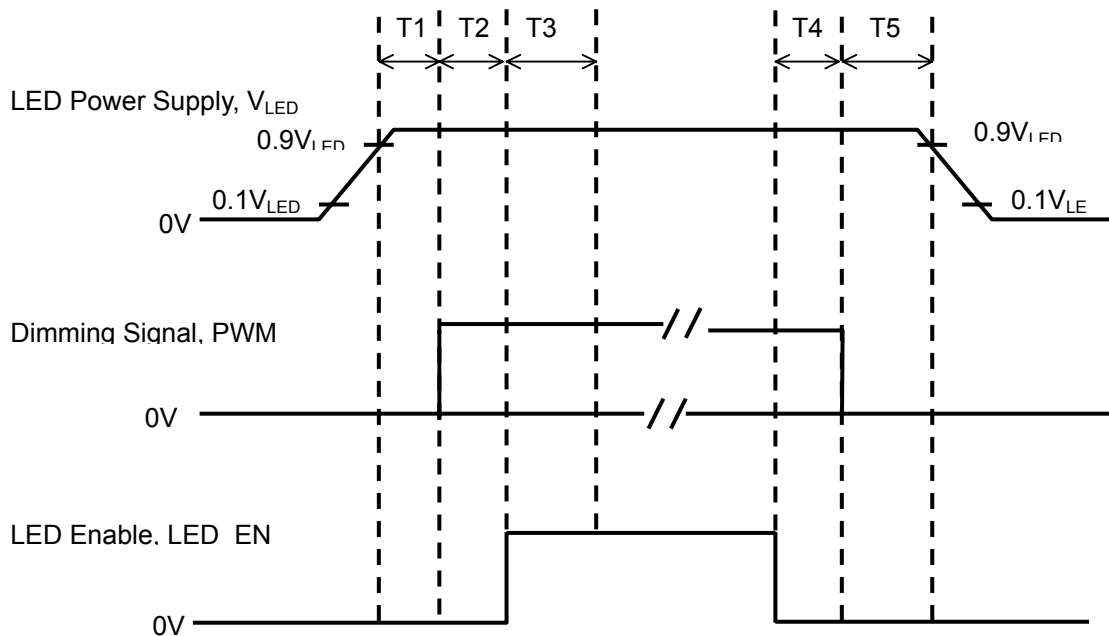 T1 T2 T3 T4 T5
LED Power Supply, VLED
0.9VLED 0.9VLED
0.1VLED 0.1VLE
0V
Dimming Signal, PWM
0V
LED Enable, LED EN
0V